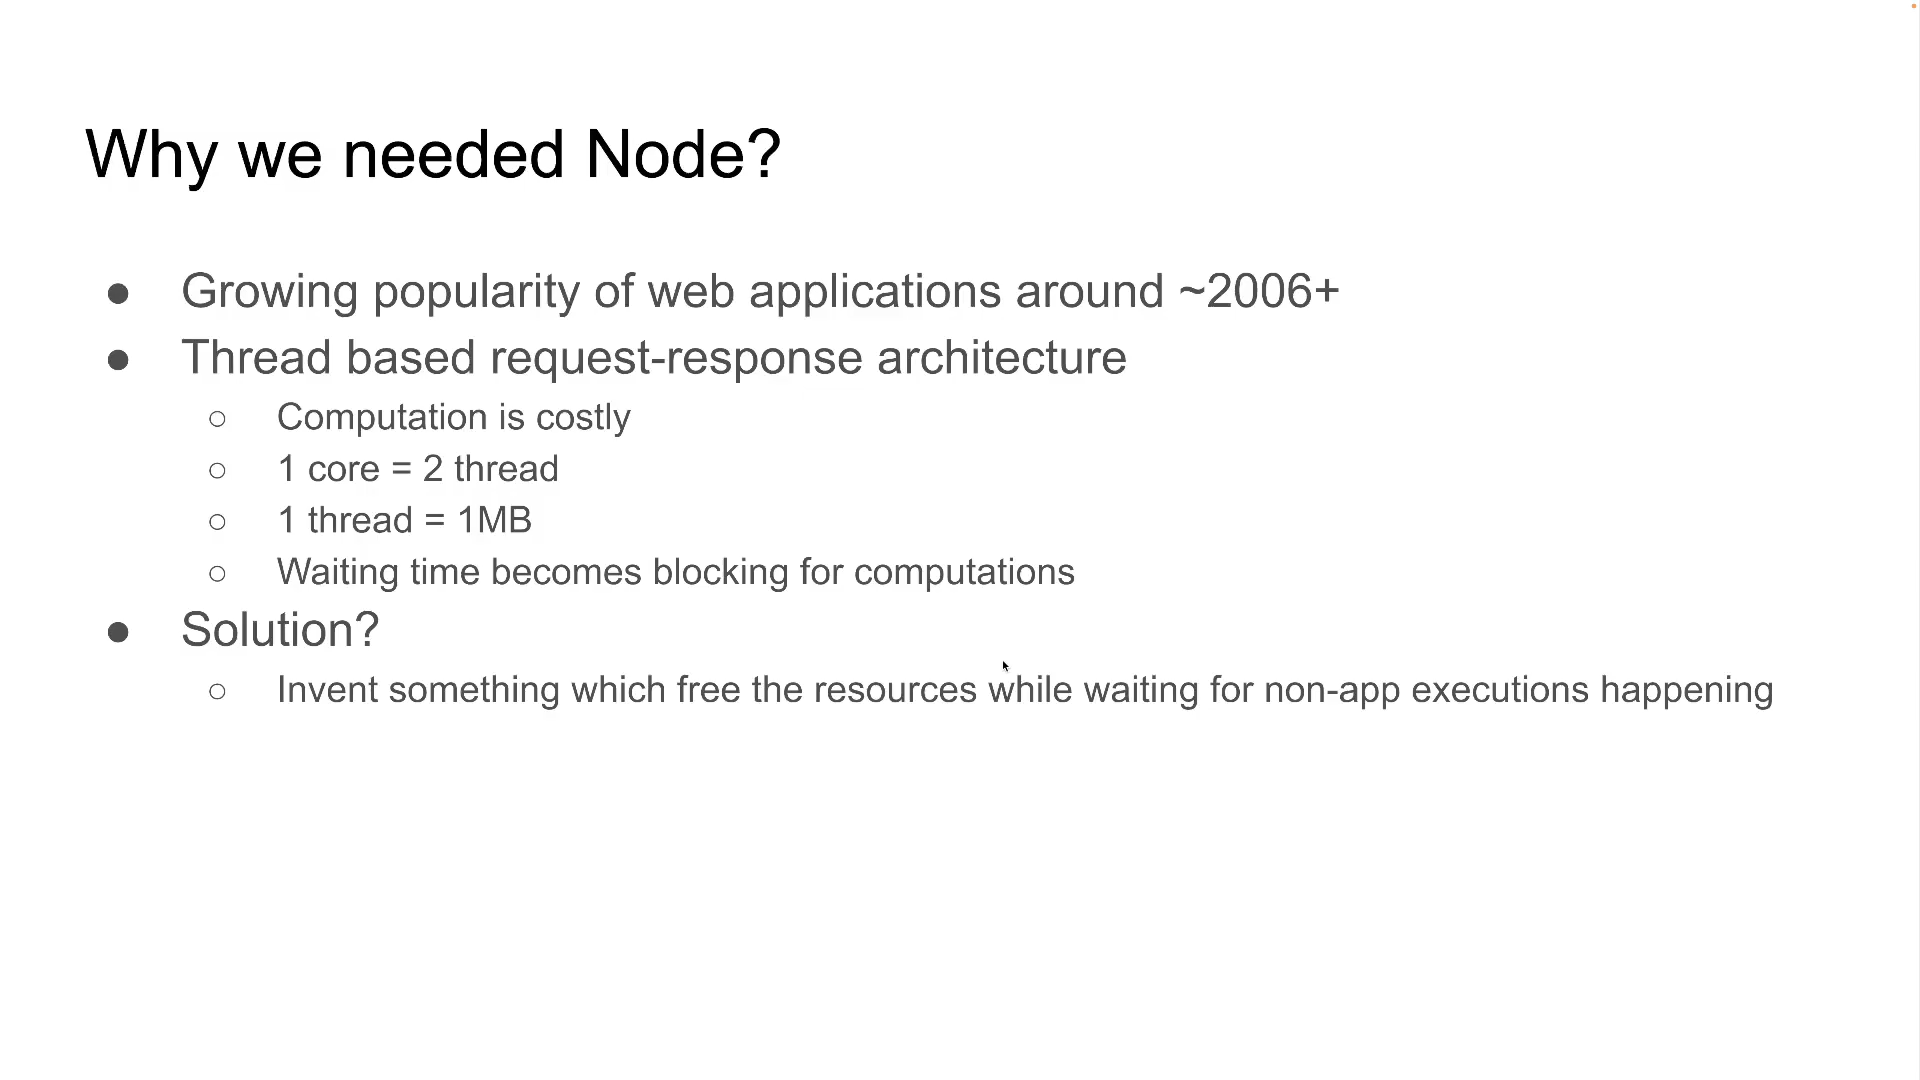 Why we needed Node?
● Growing popularity of web applications around ~2006+
● Thread based request-response architecture
○ Computation is costly
○ 1 core = 2 thread
○ 1 thread = 1MB
○ Waiting time becomes blocking for computations
● Solution?
○ Invent something which free the resources while waiting for non-app executions happening